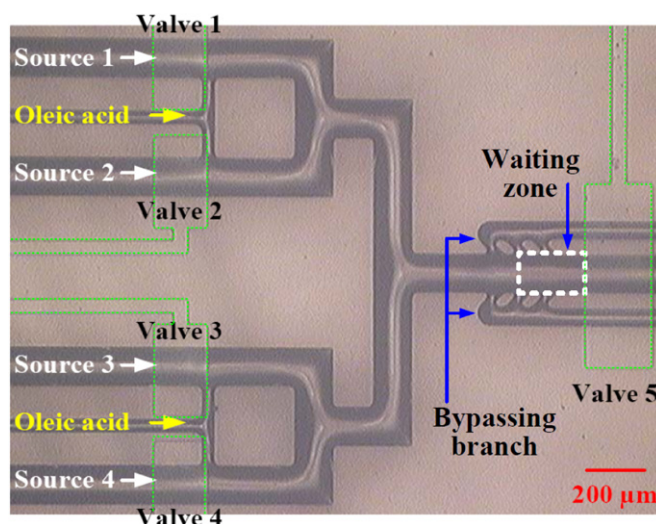 Valve 1
Source 1
Oleic acid
Source 2
Valve 2
Waiting
zone
Valve 3
Source 3
Oleic acid
Source 4
Valve 4
Bypassing
branch
Valve 5
200 µm